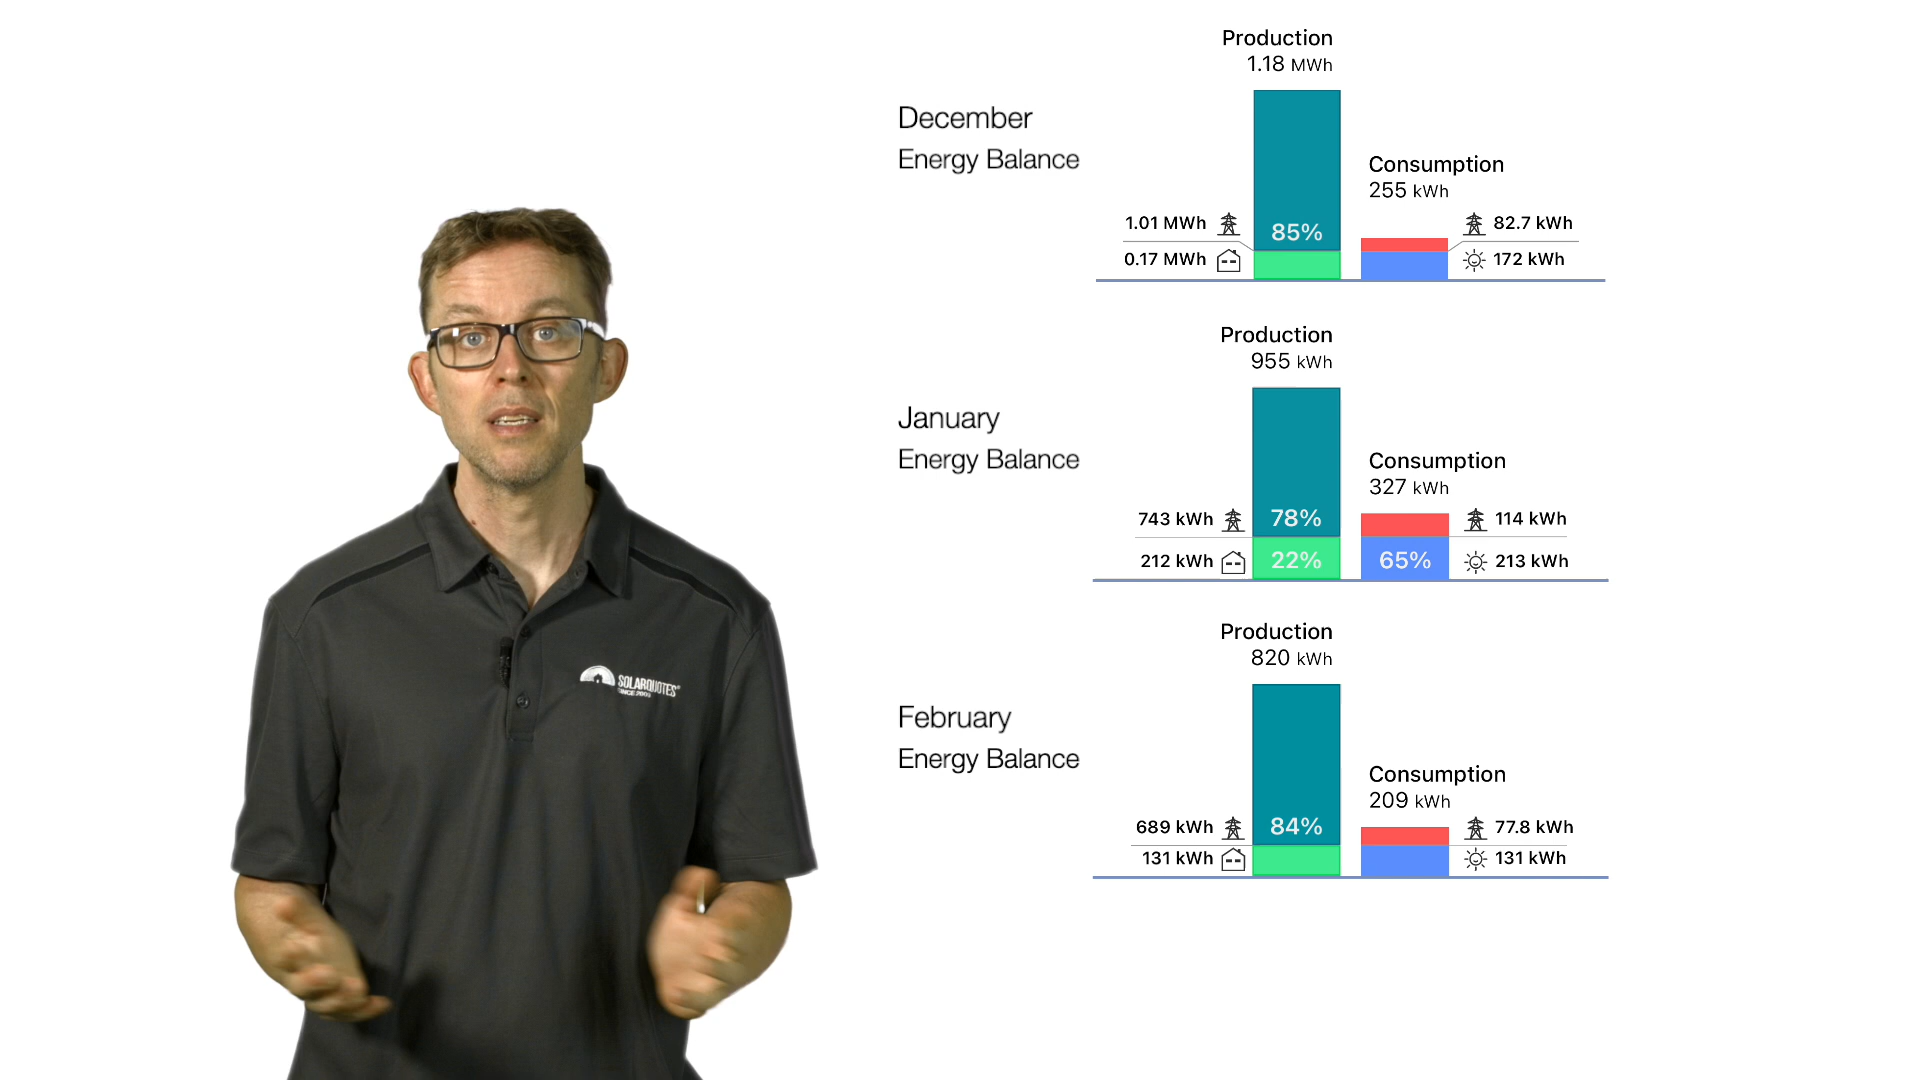 Production
1.18 MWh
December
Energy Balance
Consumption
255 kWh
1.01 MWh
85%
82.7 kWh
0.17 MWh
172 kWh
Production
955 kWh
January
Energy Balance
Consumption
327 kWh
743 kWh
78%
114 kWh
212 kWh
22%
65%
213 kWh
Production
820 kWh
February
Energy Balance
Consumption
209 kWh
689 kWh
84%
77.8 kWh
131 kWh
131 kWh
SOLARQUOTES
SINCE 2009